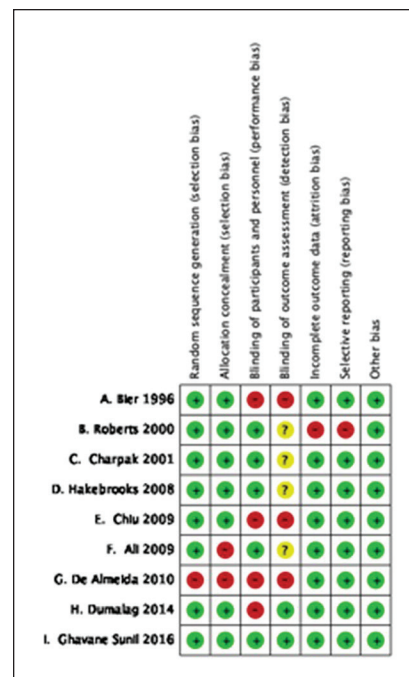 Random sequence generation (selection bias)
Allocation concealment (selection bias)
Blinding of participants and personnel (performance bias)
Blinding of outcome assessment (detection bias)
Incomplete outcome data (attrition bias)
Selective reporting (reporting bias)
Other bias
A. Bier 1996 + + - - + + +
B. Roberts 2000 + + + ? - - +
C. Charpak 2001 + + + ? + + +
D. Hakebrooks 2008 + + + ? + + +
E. Chiu 2009 + + - - + + +
F. Ali 2009 + - + ? + + +
G. De Almeida 2010 - - - - + + +
H. Dumalag 2014 + + - + + + +
I. Ghavane Sunil 2016 + + + + + + +